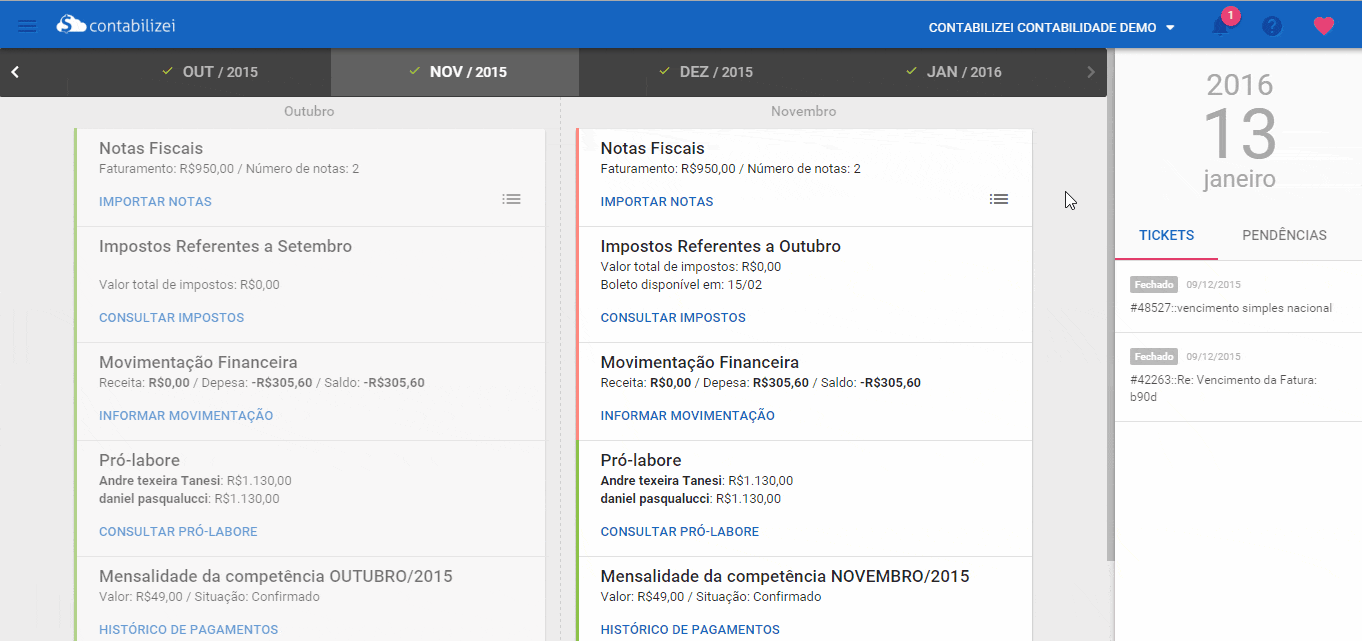 contabilizei
CONTABILIZEI CONTABILIDADE DEMO
1
?
OUT / 2015
NOV / 2015
DEZ / 2015
JAN / 2016
Outubro
Notas Fiscais
Faturamento: R$950,00 / Número de notas: 2
IMPORTAR NOTAS
Impostos Referentes a Setembro
Valor total de impostos: R$0,00
CONSULTAR IMPOSTOS
Movimentação Financeira
Receita: R$0,00 / Depesa: -R$305,60 / Saldo: -R$305,60
INFORMAR MOVIMENTAÇÃO
Pró-labore
Andre texeira Tanesi: R$1.130,00
daniel pasqualucci: R$1.130,00
CONSULTAR PRÓ-LABORE
Mensalidade da competência OUTUBRO/2015
Valor: R$49,00 / Situação: Confirmado
HISTÓRICO DE PAGAMENTOS
Novembro
Notas Fiscais
Faturamento: R$950,00 / Número de notas: 2
IMPORTAR NOTAS
Impostos Referentes a Outubro
Valor total de impostos: R$0,00
Boleto disponível em: 15/02
CONSULTAR IMPOSTOS
Movimentação Financeira
Receita: R$0,00 / Depesa: R$305,60 / Saldo: -R$305,60
INFORMAR MOVIMENTAÇÃO
Pró-labore
Andre texeira Tanesi: R$1.130,00
daniel pasqualucci: R$1.130,00
CONSULTAR PRÓ-LABORE
Mensalidade da competência NOVEMBRO/2015
Valor: R$49,00 / Situação: Confirmado
HISTÓRICO DE PAGAMENTOS
2016
13
janeiro
TICKETS
PENDÊNCIAS
Fechado 09/12/2015
#48527::vencimento simples nacional
Fechado 09/12/2015
#42263::Re: Vencimento da Fatura:
b90d